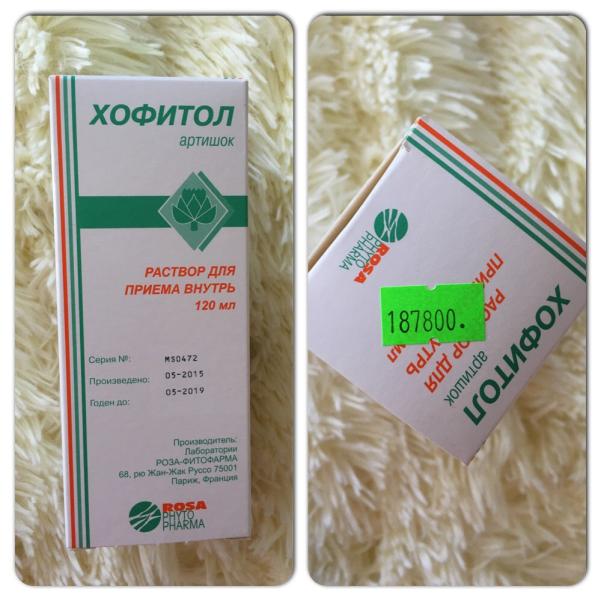 ХОФИТОЛ
артишок
РАСТВОР ДЛЯ
ПРИЕМА ВНУТРЬ
120 мл
Серия №: MS0472
Произведено: 05-2015
Годен до: 05-2019
Производитель:
Лаборатории
РОЗА-ФИТОФАРМА
68, рю Жан-Жак Руссо 75001
Париж, Франция
ROSA
PHYTO
PHARMA
ROSA
PHYTO
PHARMA
187800.
ХОФИТОЛ
артишок